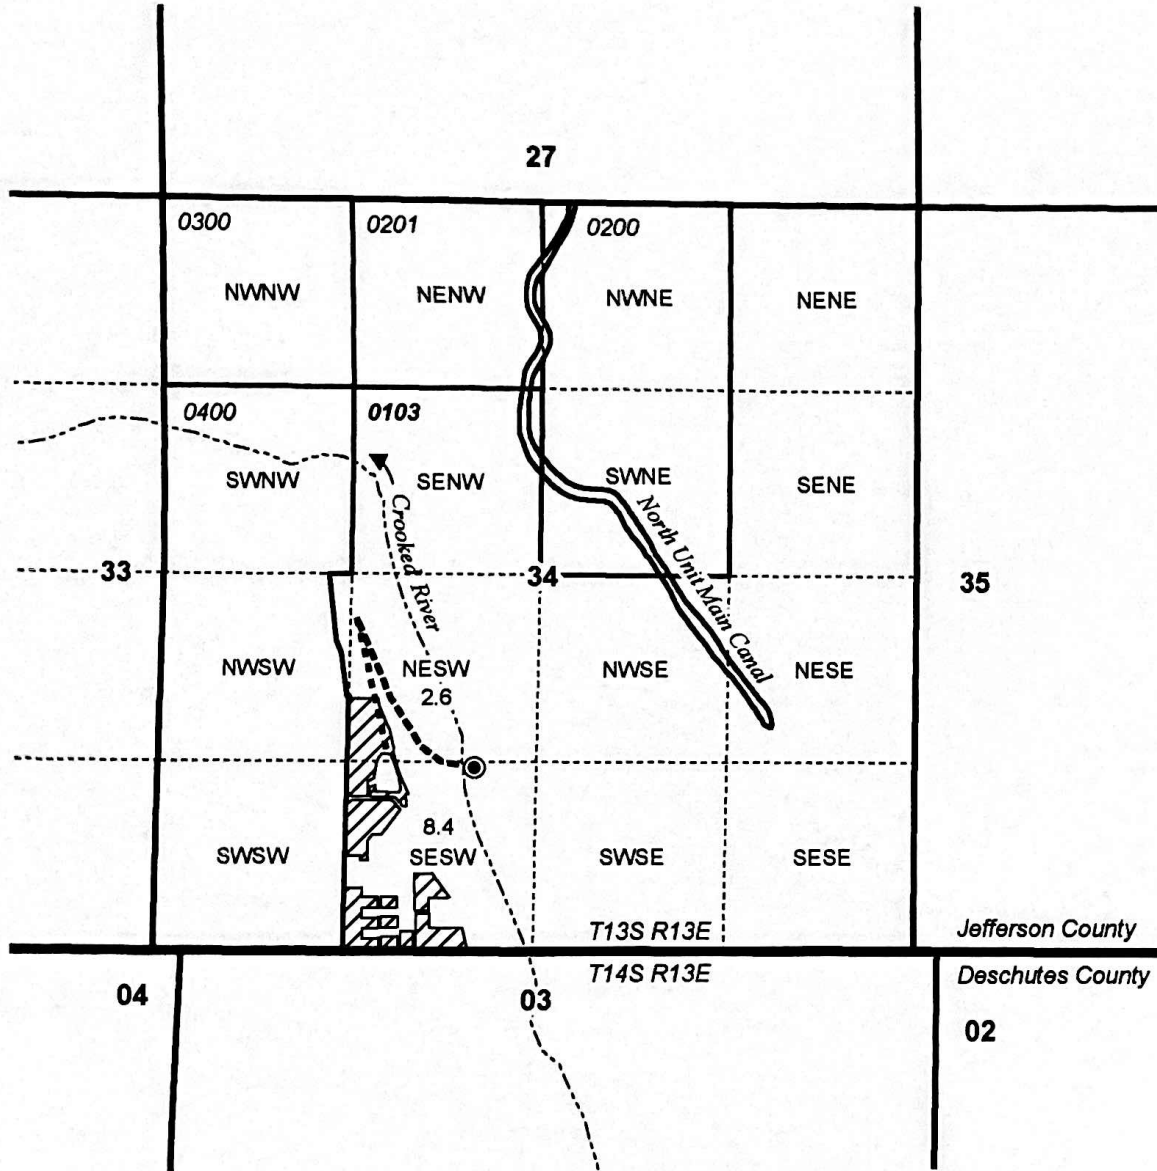 27
0300
0201
0200
NWNW
NENW
NWNE
NENE
0400
0103
SWNW
SENW
SWNE
SENE
Crooked River
North Unit Main Canal
33
34
35
NWSW
NESW
2.6
NWSE
NESE
8.4
SWSW
SESW
SWSE
SESE
T13S R13E
Jefferson County
T14S R13E
Deschutes County
04
03
02